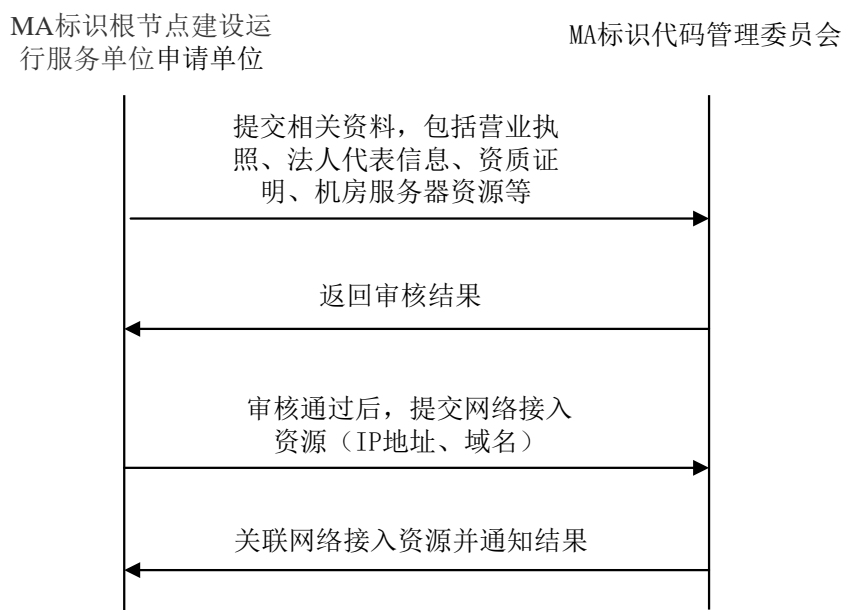 MA标识根节点建设运
行服务单位申请单位
MA标识代码管理委员会
提交相关资料，包括营业执
照、法人代表信息、资质证
明、机房服务器资源等
返回审核结果
审核通过后，提交网络接入
资源（IP地址、域名）
关联网络接入资源并通知结果